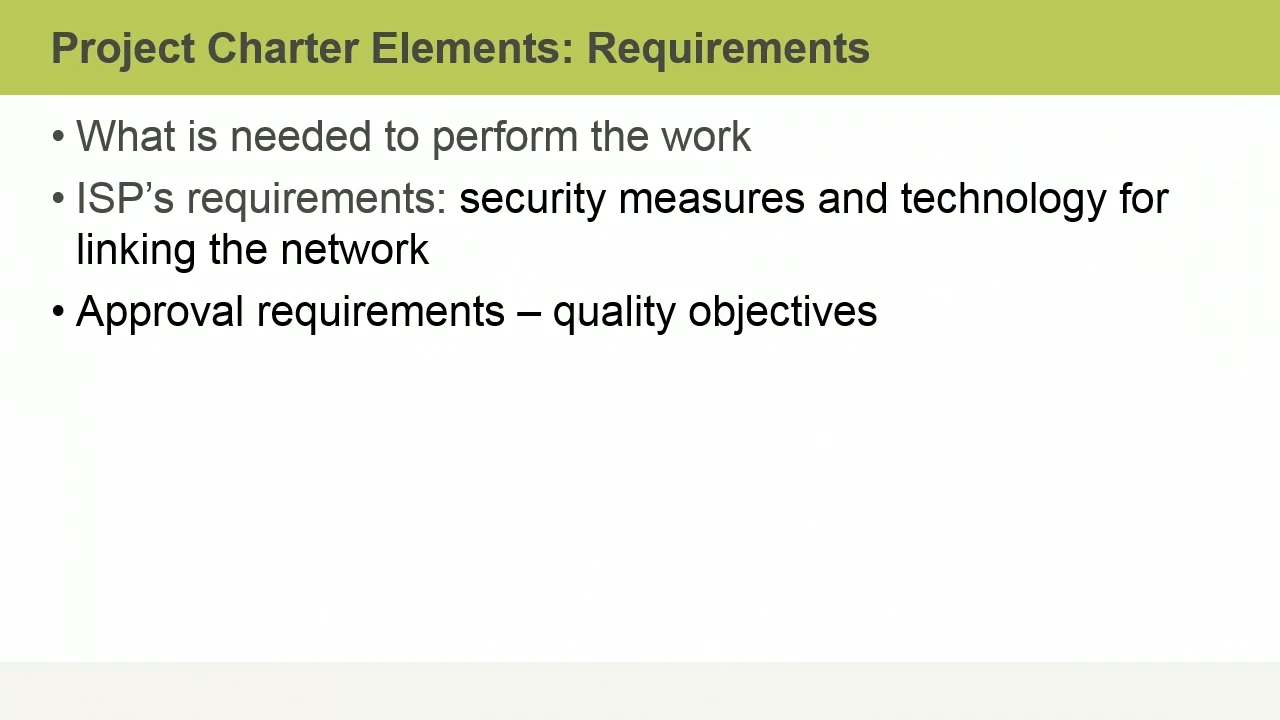 Project Charter Elements: Requirements
• What is needed to perform the work
• ISP’s requirements: security measures and technology for
linking the network
• Approval requirements – quality objectives